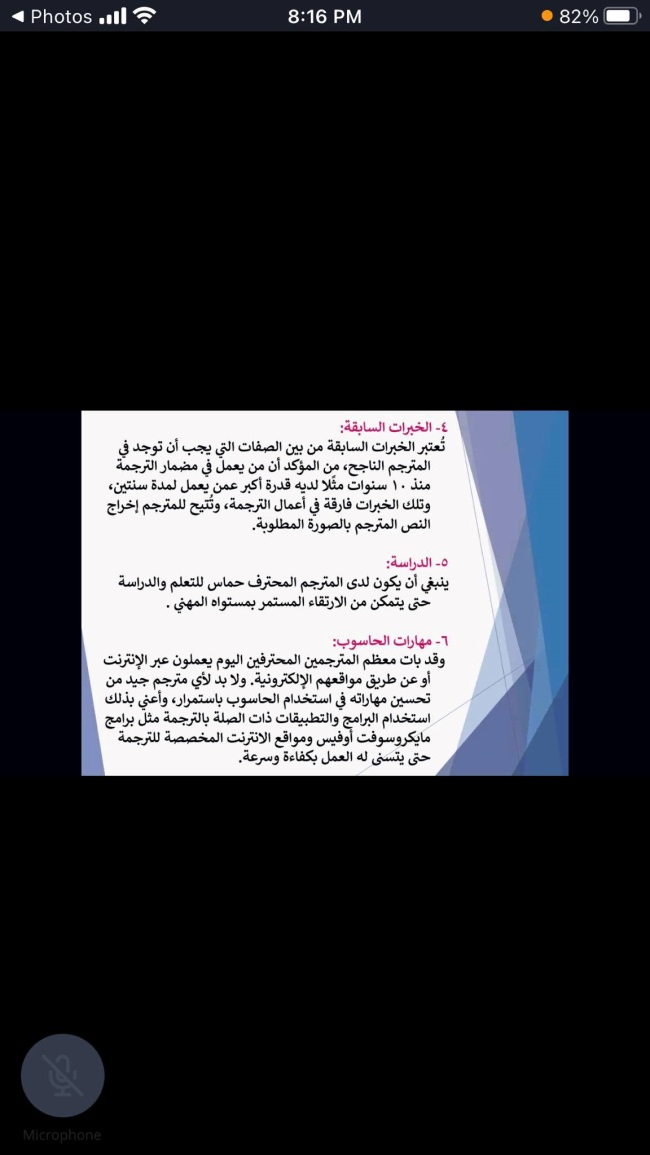 ◄ Photos 8:16 PM 82%
٤- الخبرات السابقة:
تُعتبر الخبرات السابقة من بين الصفات التي يجب أن توجد في
المترجم الناجح، من المؤكد أن من يعمل في مضمار الترجمة
منذ ١٠ سنوات مثلًا لديه قدرة أكبر عمن يعمل لمدة سنتين،
وتلك الخبرات فارقة في أعمال الترجمة، وتُتيح للمترجم إخراج
النص المترجم بالصورة المطلوبة.
٥- الدراسة:
ينبغي أن يكون لدى المترجم المحترف حماس للتعلم والدراسة
حتى يتمكن من الارتقاء المستمر بمستواه المهني .
٦- مهارات الحاسوب:
وقد بات معظم المترجمين المحترفين اليوم يعملون عبر الإنترنت
أو عن طريق مواقعهم الإلكترونية. ولا بد لأي مترجم جيد من
تحسين مهاراته في استخدام الحاسوب باستمرار، وأعني بذلك
استخدام البرامج والتطبيقات ذات الصلة بالترجمة مثل برامج
مايكروسوفت أوفيس ومواقع الانترنت المخصصة للترجمة
حتى يتسنى له العمل بكفاءة وسرعة.
Microphone